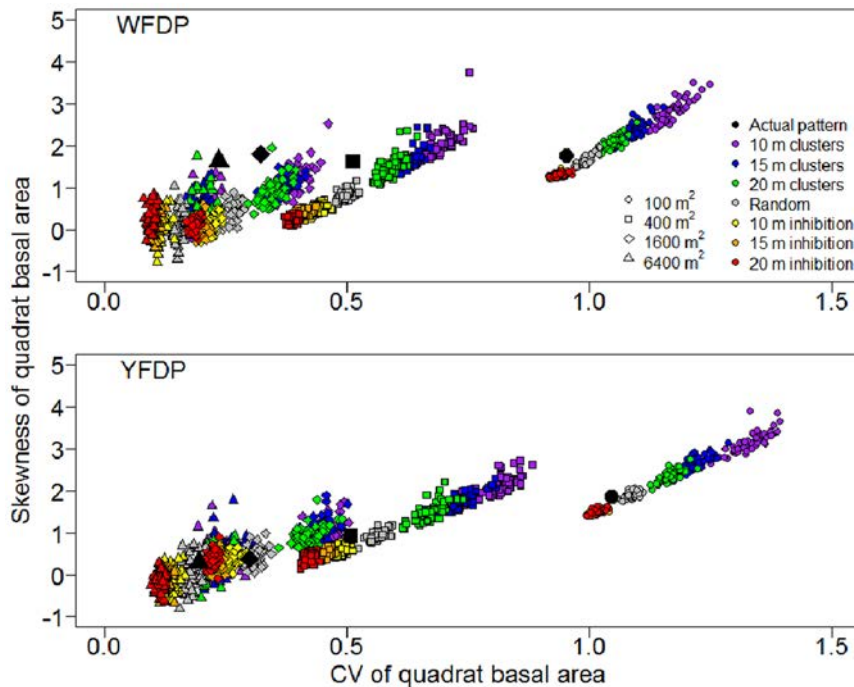 WFDP
5
4
3
2
1
0
-1
Actual pattern
10 m clusters
15 m clusters
20 m clusters
Random
10 m inhibition
15 m inhibition
20 m inhibition
100 m²
400 m²
1600 m²
6400 m²
0.0 0.5 1.0 1.5
Skewness of quadrat basal area
YFDP
5
4
3
2
1
0
-1
0.0 0.5 1.0 1.5
CV of quadrat basal area